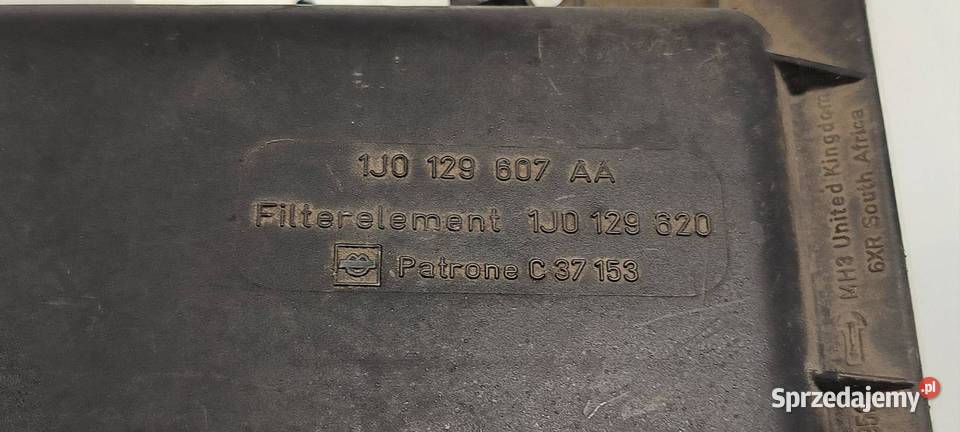 1J0 129 607 AA
Filterelement 1J0 129 620
Patrone C 37 153
MH3 United Kingdom
6XR South Africa
Sprzedajemy.pl